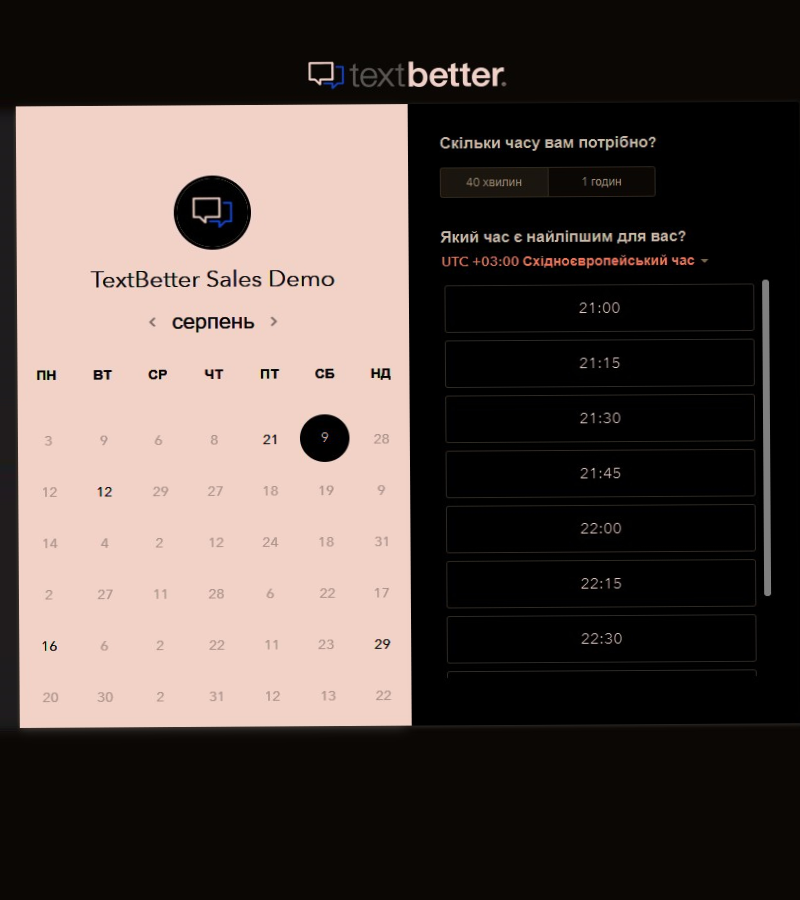 textbetter.
TextBetter Sales Demo
серпень
ПН ВТ СР ЧТ ПТ СБ НД
3 9 6 8 21 9 28
12 12 29 27 18 19 9
14 4 2 12 24 18 31
2 27 11 28 6 22 17
16 6 2 22 11 23 29
20 30 2 31 12 13 22
Скільки часу вам потрібно?
40 хвилин 1 годин
Який час є найліпшим для вас?
UTC +03:00 Східноєвропейський час
21:00
21:15
21:30
21:45
22:00
22:15
22:30